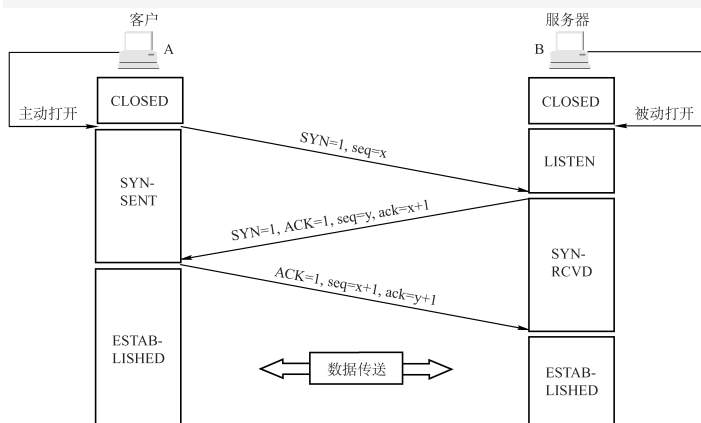 客户
服务器
A
B
CLOSED
CLOSED
主动打开
被动打开
SYN=1, seq=x
LISTEN
SYN-
SENT
SYN=1, ACK=1, seq=y, ack=x+1
SYN-
RCVD
ACK=1, seq=x+1, ack=y+1
ESTAB-
LISHED
数据传送
ESTAB-
LISHED